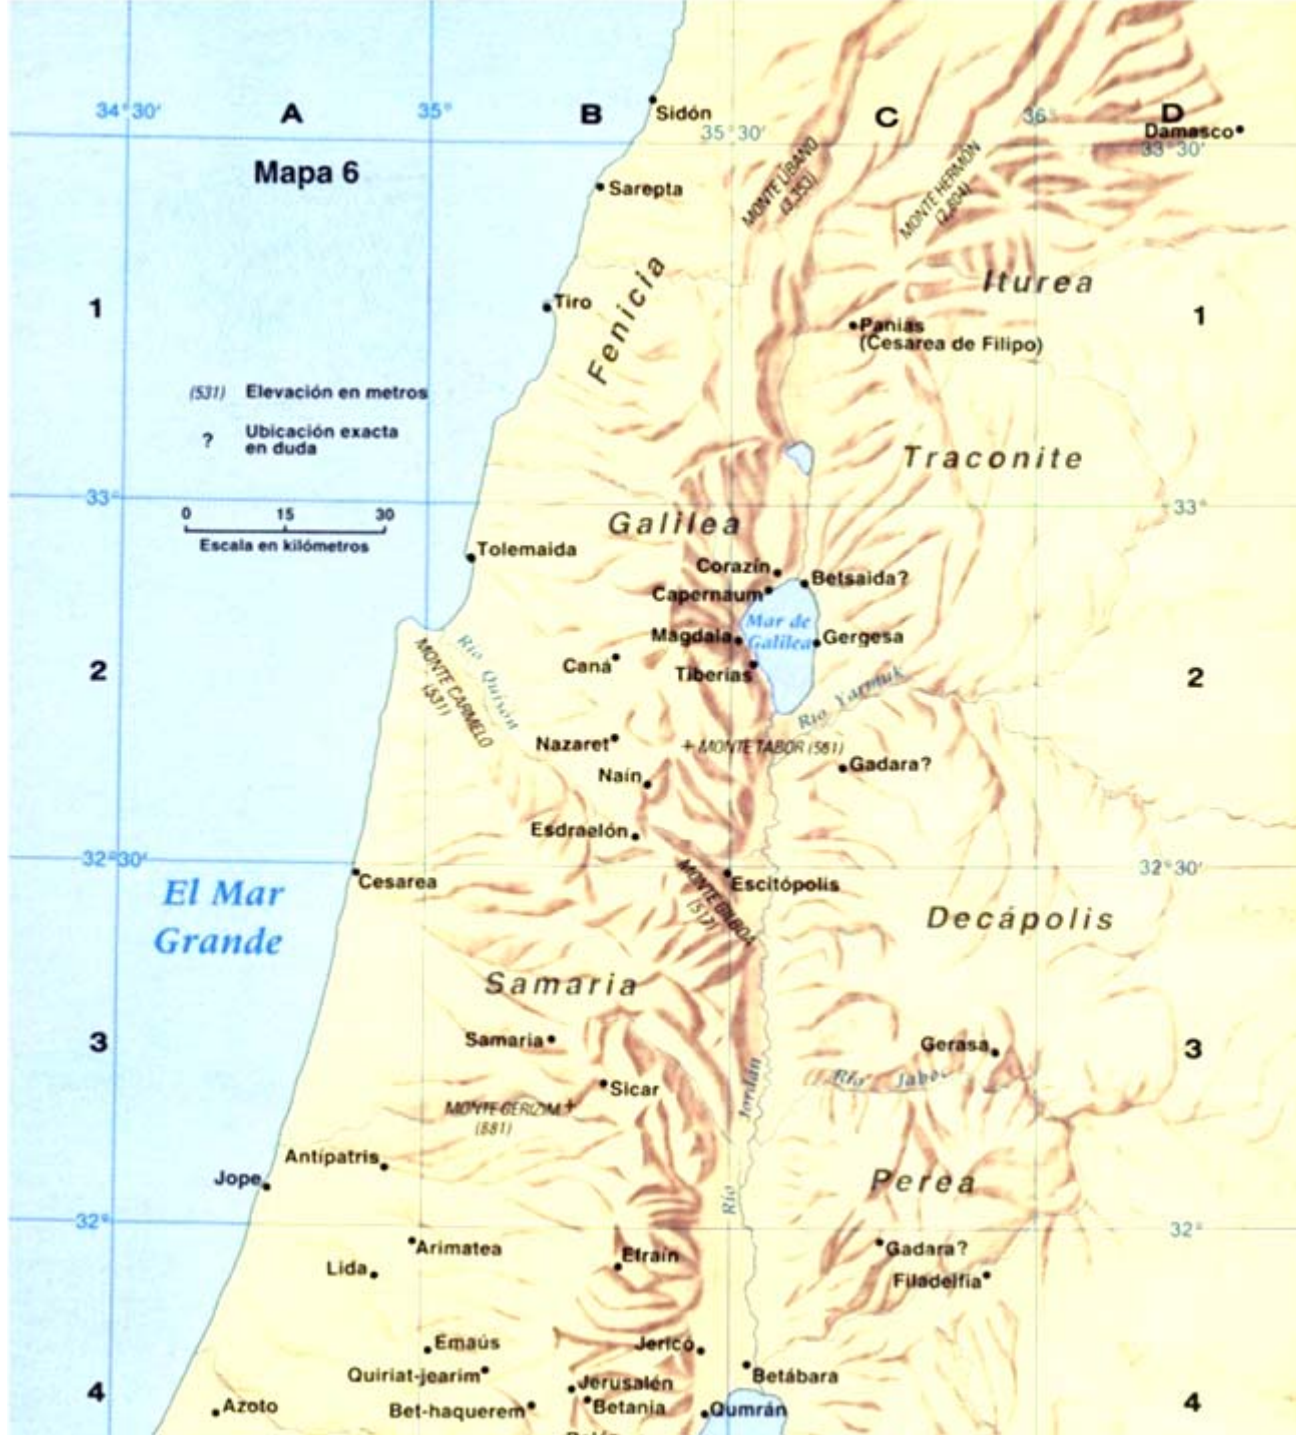 Sidón
34°30'
A
35°
B
35°30'
C
36°
D
Damasco
33°30'
Mapa 6
Sarepta
MONTE LÍBANO
MONTE HERMÓN
Fenicia
Iturea
1
Tiro
1
Panias
(Cesarea de Filipo)
(531) Elevación en metros
? Ubicación exacta
en duda
Traconite
33°
33°
0 15 30
Escala en kilómetros
Galilea
Tolemaida
Corazín
Betsaida?
Capernaum
Mar de
Galilea
Magdala
Gergesa
2
Río Quisón
MONTE CARMELO
(531)
Caná
Tiberias
2
Río Yarmuk
Nazaret
+ MONTE TABOR (561)
Gadara?
Naín
Esdraelón
32°30'
32°30'
Cesarea
Escitópolis
MONTE GILBOA
(517)
El Mar
Grande
Decápolis
Samaria
3
Samaria
Gerasa
3
Río
Sicar
MONTE GERIZIM +
(881)
Río Jordán
Antípatris
Jope
Perea
32°
32°
Arimatea
Gadara?
Lida
Efraín
Filadelfia
Emaús
Jericó
Quiriat-jearim
Betábara
4
Jerusalén
Azoto
Bet-haquerem
Betania
Qumrán
4